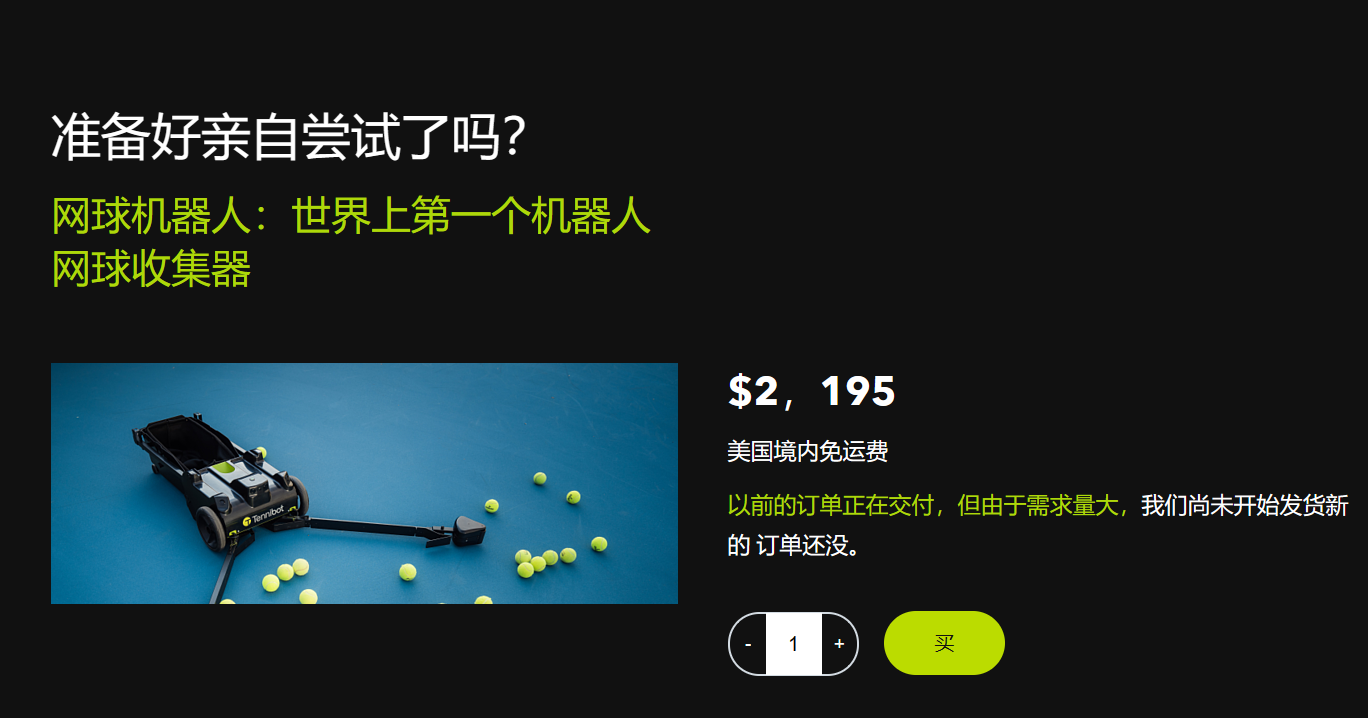 准备好亲自尝试了吗？
网球机器人：世界上第一个机器人
网球收集器
Tennibot
$2，195
美国境内免运费
以前的订单正在交付，但由于需求量大，我们尚未开始发货新
的 订单还没。
- 1 + 买